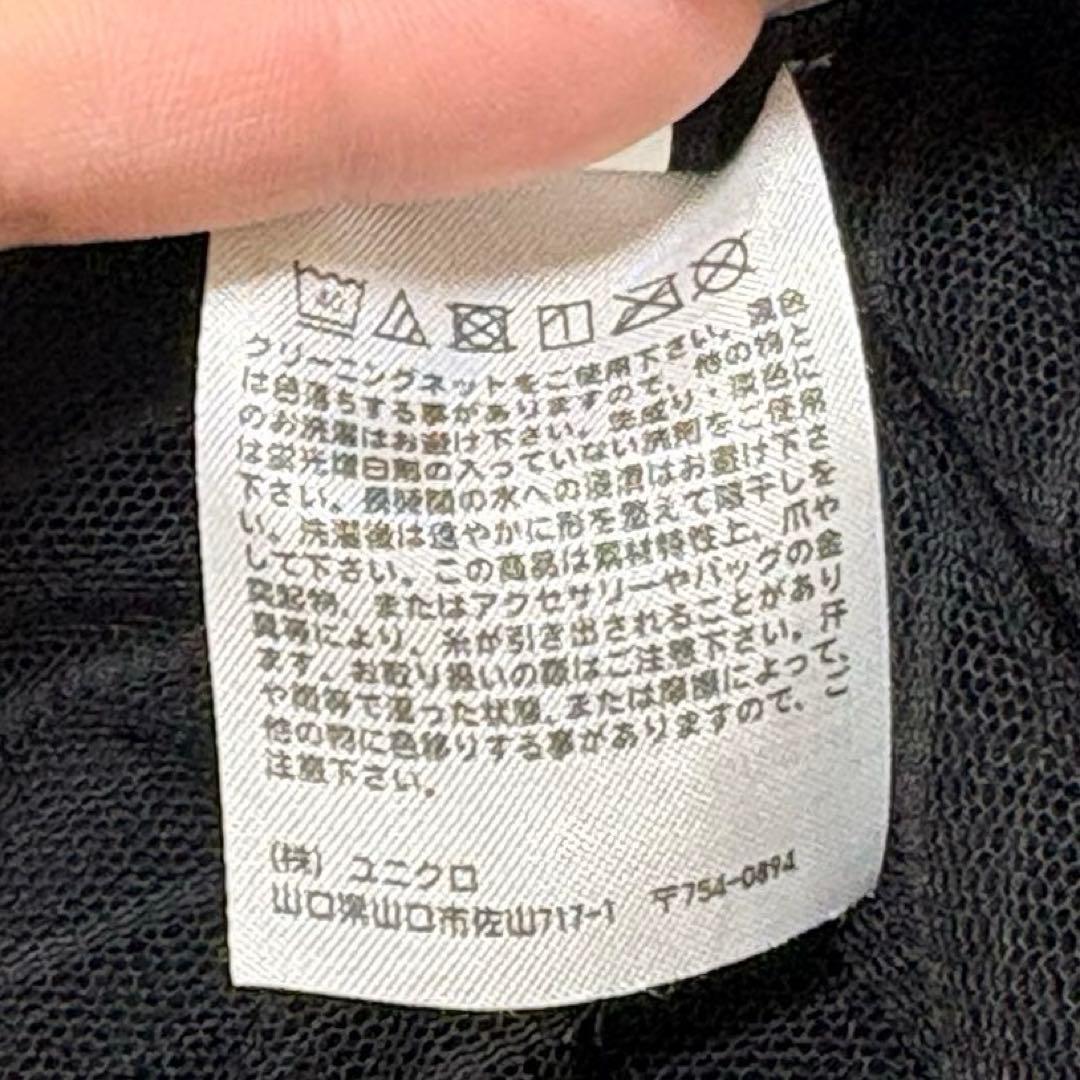 40
クリーニングネットをご使用下さい。濃色
は色落ちする事がありますので、他の物と
のお洗濯はお避け下さい。生成り・淡色に
は蛍光増白剤の入っていない洗剤をご使用
下さい。長時間の水への浸漬はお避け下さ
い。洗濯後は速やかに形を整えて陰干しを
して下さい。この商品は素材特性上、爪や
突起物、またはアクセサリーやバッグの金
具等により、糸が引き出されることがあり
ます。お取り扱いの際はご注意下さい。汗
や雨等で湿った状態、または摩擦によって、
他の物に色移りする事がありますので、ご
注意下さい。
(株) ユニクロ
山口県山口市佐山717-1 〒754-0894